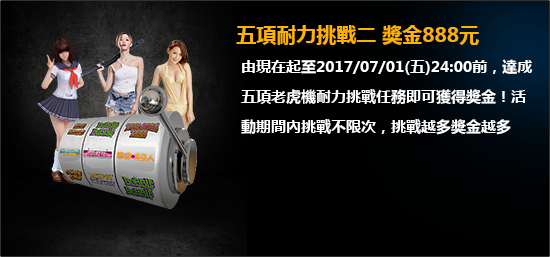 五項耐力挑戰二 獎金888元
由現在起至2017/07/01(五)24:00前，達成
五項老虎機耐力挑戰任務即可獲得獎金！活
動期間內挑戰不限次，挑戰越多獎金越多